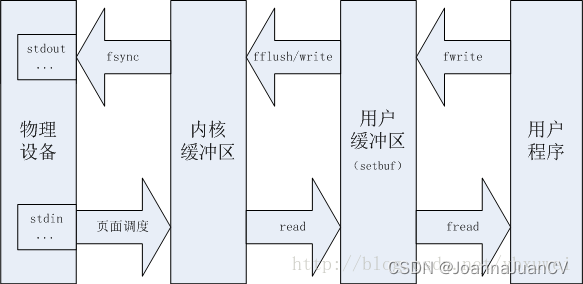 stdout
...
fsync
fflush/write
fwrite
物理
设备
内核
缓冲区
用户
缓冲区
（setbuf）
用户
程序
stdin
...
页面调度
read
fread
CSDN @JoannaJuanCV